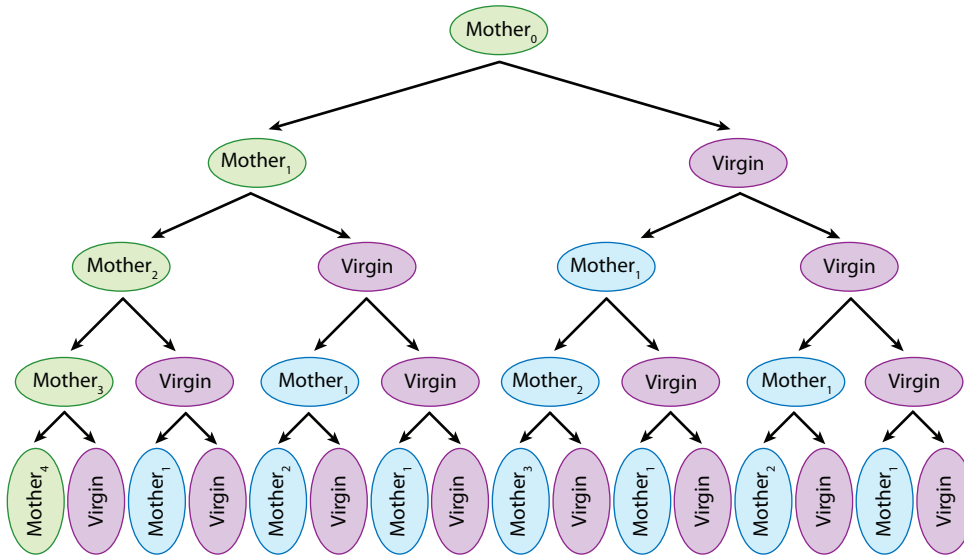 Mother₀
Mother₁ Virgin
Mother₂ Virgin Mother₁ Virgin
Mother₃ Virgin Mother₁ Virgin Mother₂ Virgin Mother₁ Virgin
Mother₄ Virgin Mother₁ Virgin Mother₂ Virgin Mother₁ Virgin Mother₃ Virgin Mother₁ Virgin Mother₂ Virgin Mother₁ Virgin